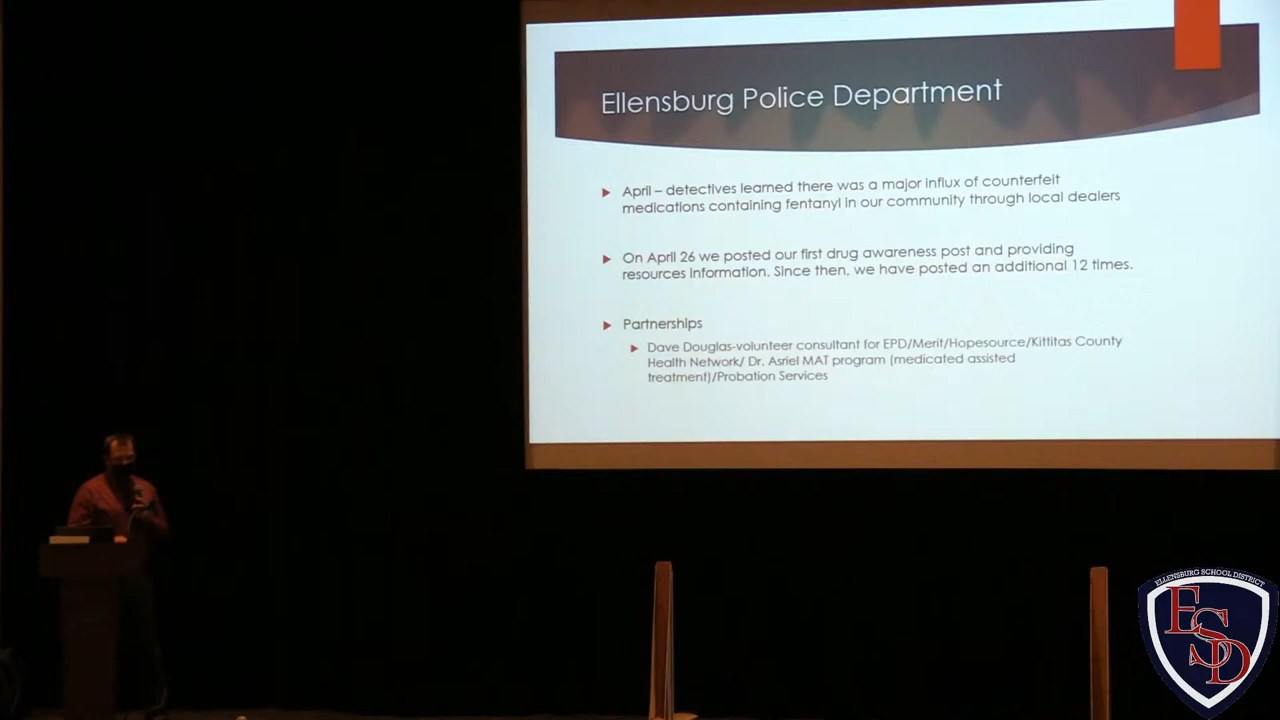 Ellensburg Police Department
April – detectives learned there was a major influx of counterfeit
medications containing fentanyl in our community through local dealers
On April 26 we posted our first drug awareness post and providing
resources information. Since then, we have posted an additional 12 times.
Partnerships
Dave Douglas-volunteer consultant for EPD/Merit/Hopesource/Kittitas County
Health Network/ Dr. Asriel MAT program (medicated assisted
treatment)/Probation Services
ELLENSBURG SCHOOL DISTRICT
ESD